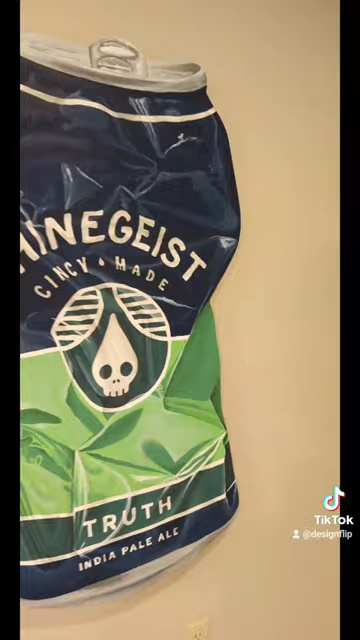 HINEGEIST
CINCY • MADE
TRUTH
INDIA PALE ALE
TikTok
@designflip